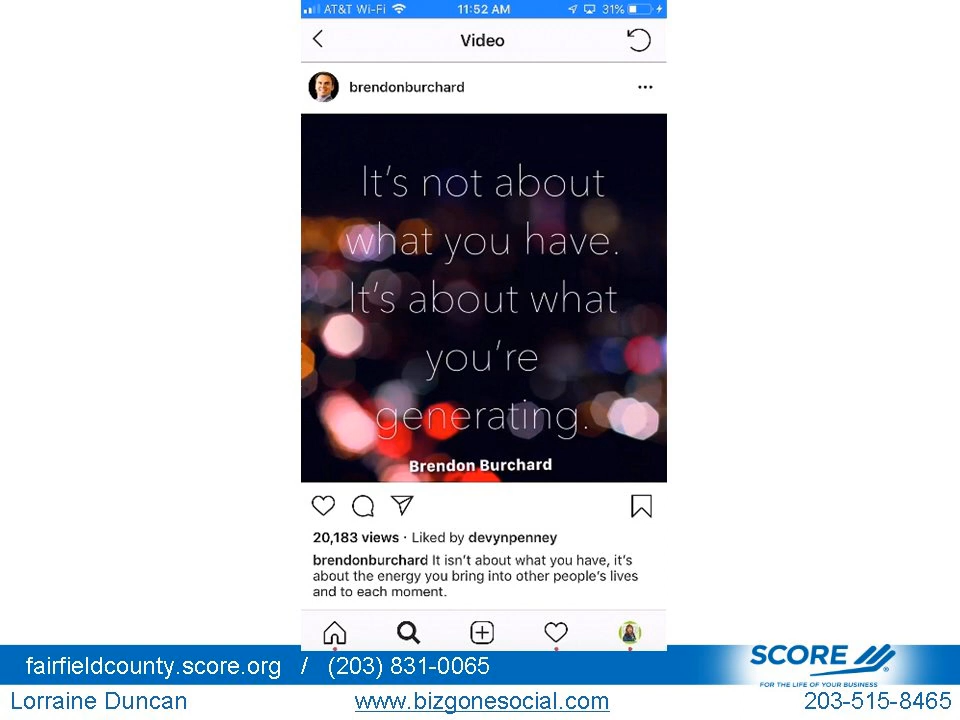 AT&T Wi-Fi 11:52 AM 31%
Video
brendonburchard
It's not about
what you have.
It's about what
you're
generating.
Brendon Burchard
20,183 views · Liked by devynpenney
brendonburchard It isn't about what you have, it's
about the energy you bring into other people's lives
and to each moment.
fairfieldcounty.score.org / (203) 831-0065
SCORE
FOR THE LIFE OF YOUR BUSINESS
Lorraine Duncan www.bizgonesocial.com 203-515-8465